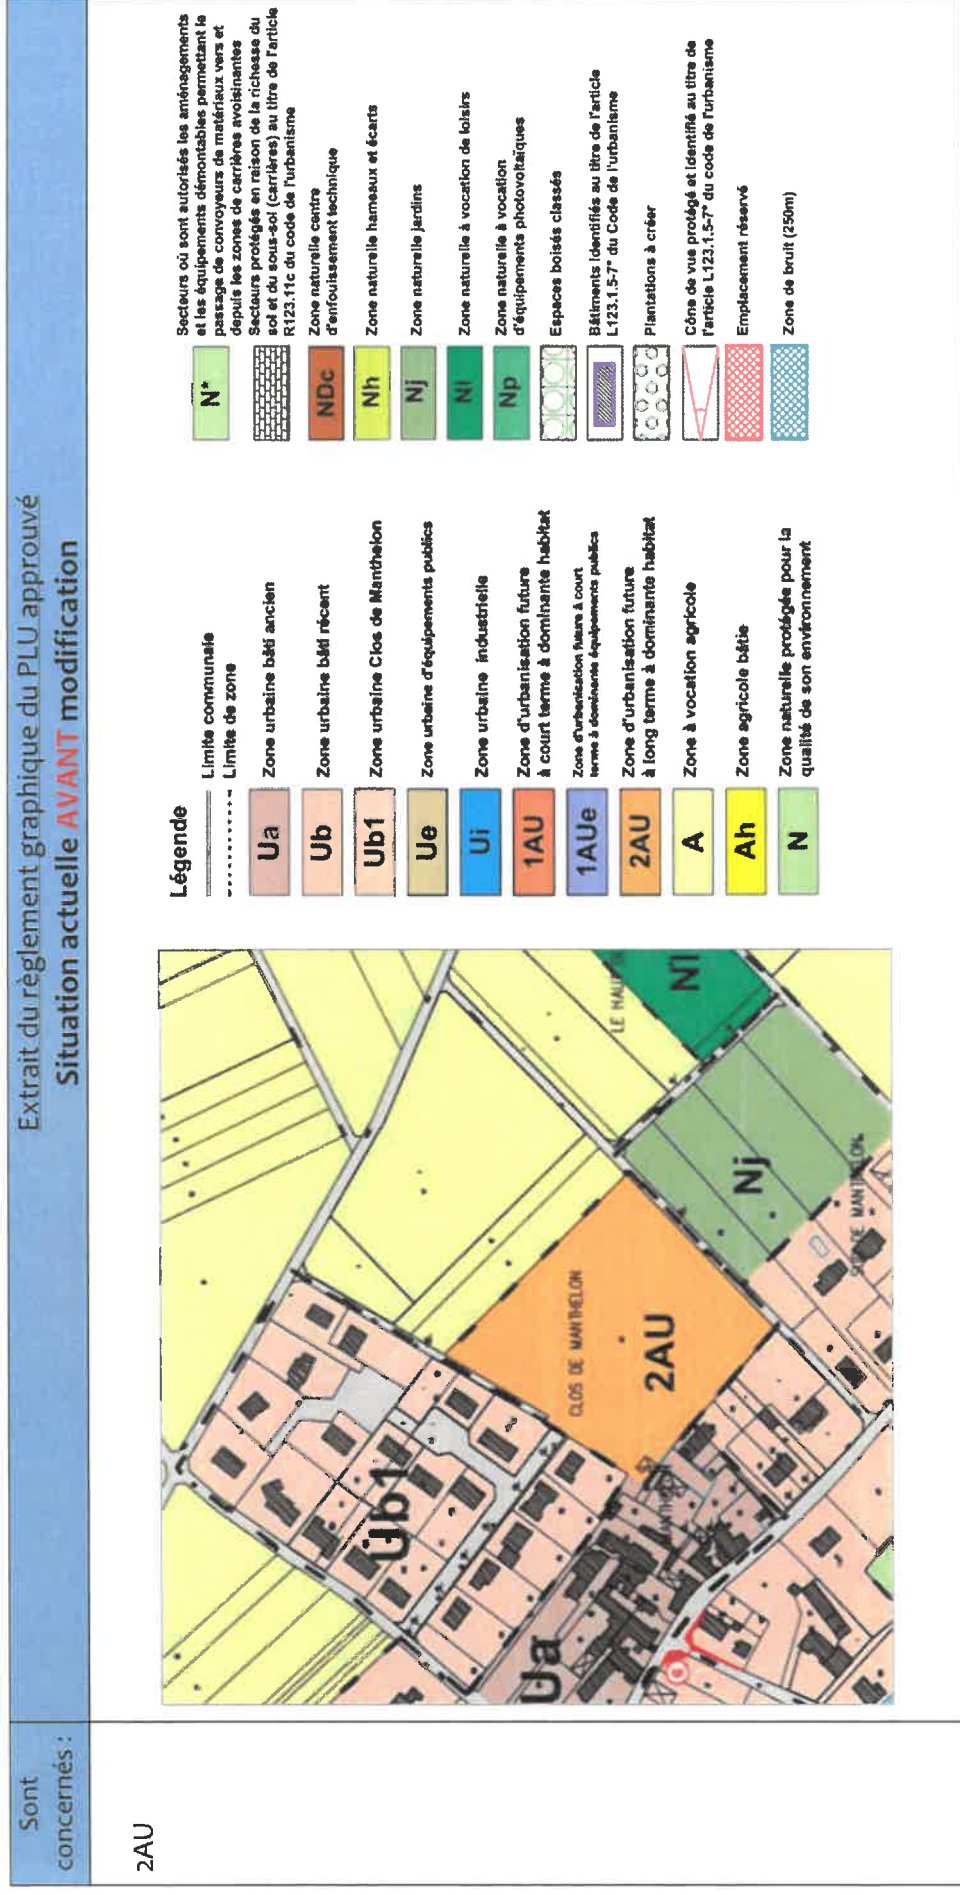 Sont
concernés :
Extrait du règlement graphique du PLU approuvé
Situation actuelle AVANT modification
2AU
Ub1
Ua
CLOS DE MANTHELON
2AU
Nj
Nl
LE HAUT
DE MANTHELON
6
Légende
Limite communale
Limite de zone
Ua
Zone urbaine bâti ancien
Ub
Zone urbaine bâti récent
Ub1
Zone urbaine Clos de Manthelon
Ue
Zone urbaine d'équipements publics
Ui
Zone urbaine industrielle
1AU
Zone d'urbanisation future
à court terme à dominante habitat
1AUe
Zone d'urbanisation future à court
terme à dominante équipements publics
2AU
Zone d'urbanisation future
à long terme à dominante habitat
A
Zone à vocation agricole
Ah
Zone agricole bâtie
N
Zone naturelle protégée pour la
qualité de son environnement
N*
Secteurs où sont autorisés les aménagements
et les équipements démontables permettant le
passage de convoyeurs de matériaux vers et
depuis les zones de carrières avoisinantes
Secteurs protégés en raison de la richesse du
sol et du sous-sol (carrières) au titre de l'article
R123.11c du code de l'urbanisme
NDc
Zone naturelle centre
d'enfouissement technique
Nh
Zone naturelle hameaux et écarts
Nj
Zone naturelle jardins
Nl
Zone naturelle à vocation de loisirs
Np
Zone naturelle à vocation
d'équipements photovoltaïques
Espaces boisés classés
Bâtiments identifiés au titre de l'article
L123.1.5-7° du Code de l'urbanisme
Plantations à créer
Cône de vue protégé et identifié au titre de
l'article L123.1.5-7° du code de l'urbanisme
Emplacement réservé
Zone de bruit (250m)